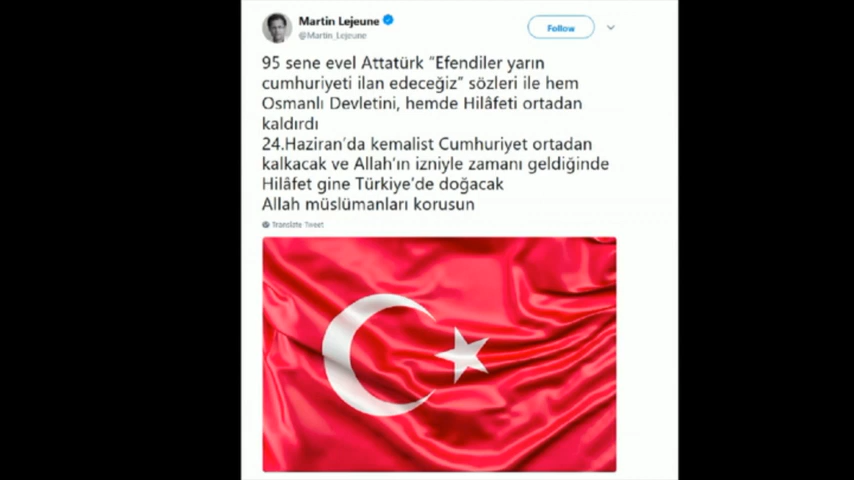 Martin Lejeune
@Martin_Lejeune
Follow
95 sene evel Attatürk "Efendiler yarın
cumhuriyeti ilan edeceğiz" sözleri ile hem
Osmanlı Devletini, hemde Hilâfeti ortadan
kaldırdı
24.Haziran'da kemalist Cumhuriyet ortadan
kalkacak ve Allah'ın izniyle zamanı geldiğinde
Hilâfet gine Türkiye'de doğacak
Allah müslümanları korusun
Translate Tweet